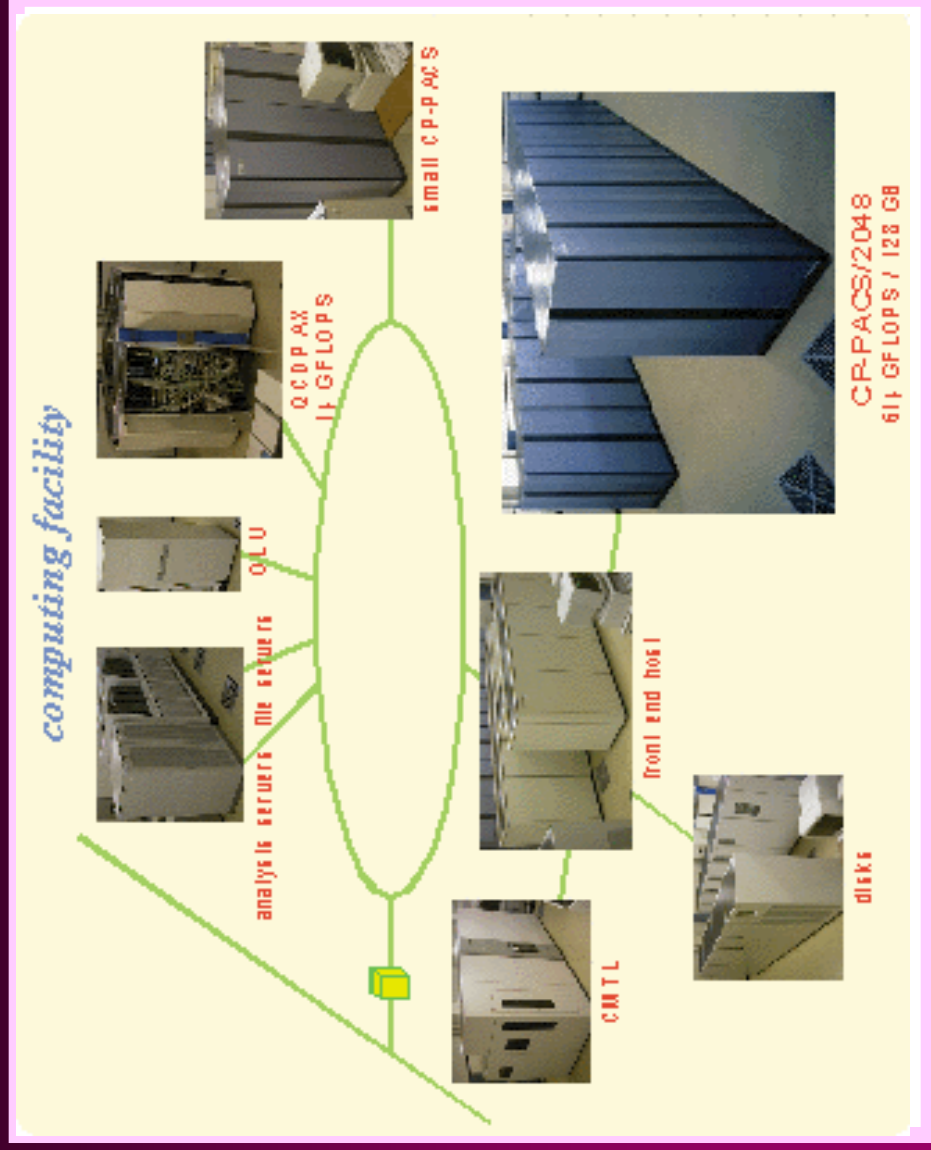 computing facility
analysis servers
file servers
QCDPAX
14 GFLOPS
small CP-PACS
CMTL
front end host
disks
CP-PACS/2048
614 GFLOPS / 128 GB